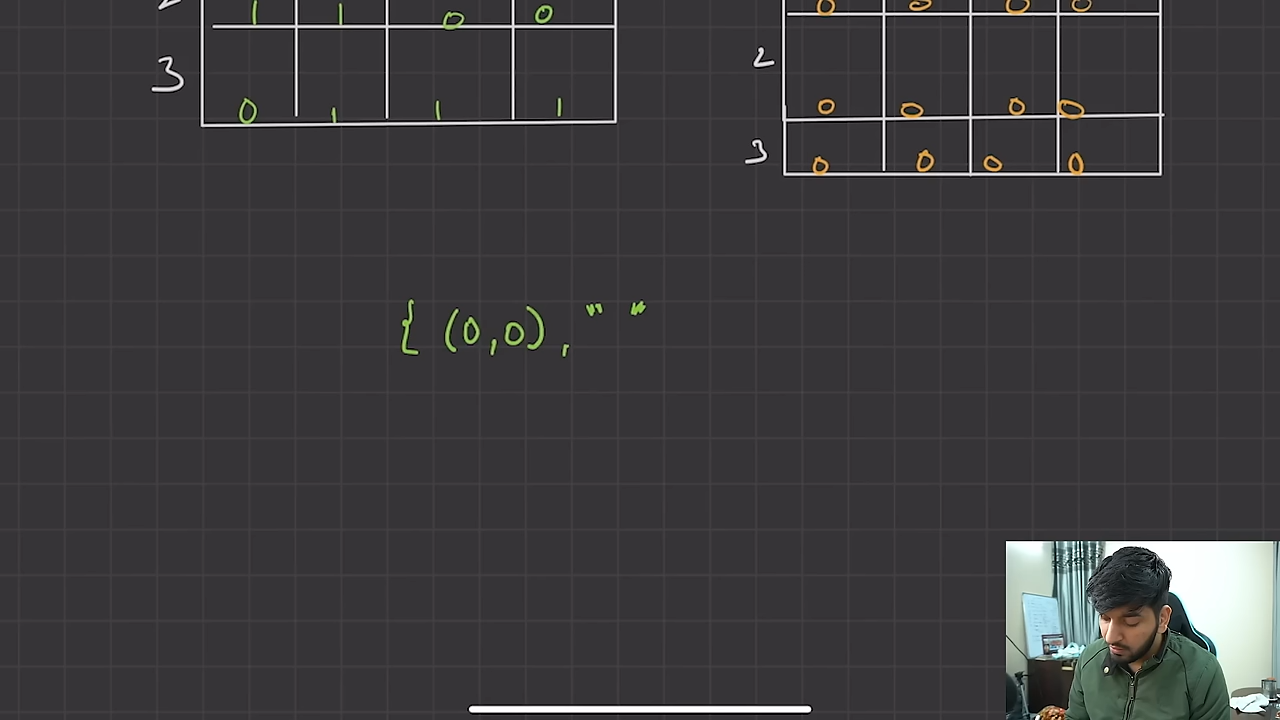 1 1 0 0
3
0 1 1 1
0 0 0 0
2
0 0 0 0
3
0 0 0 0
{ (0,0) , " "